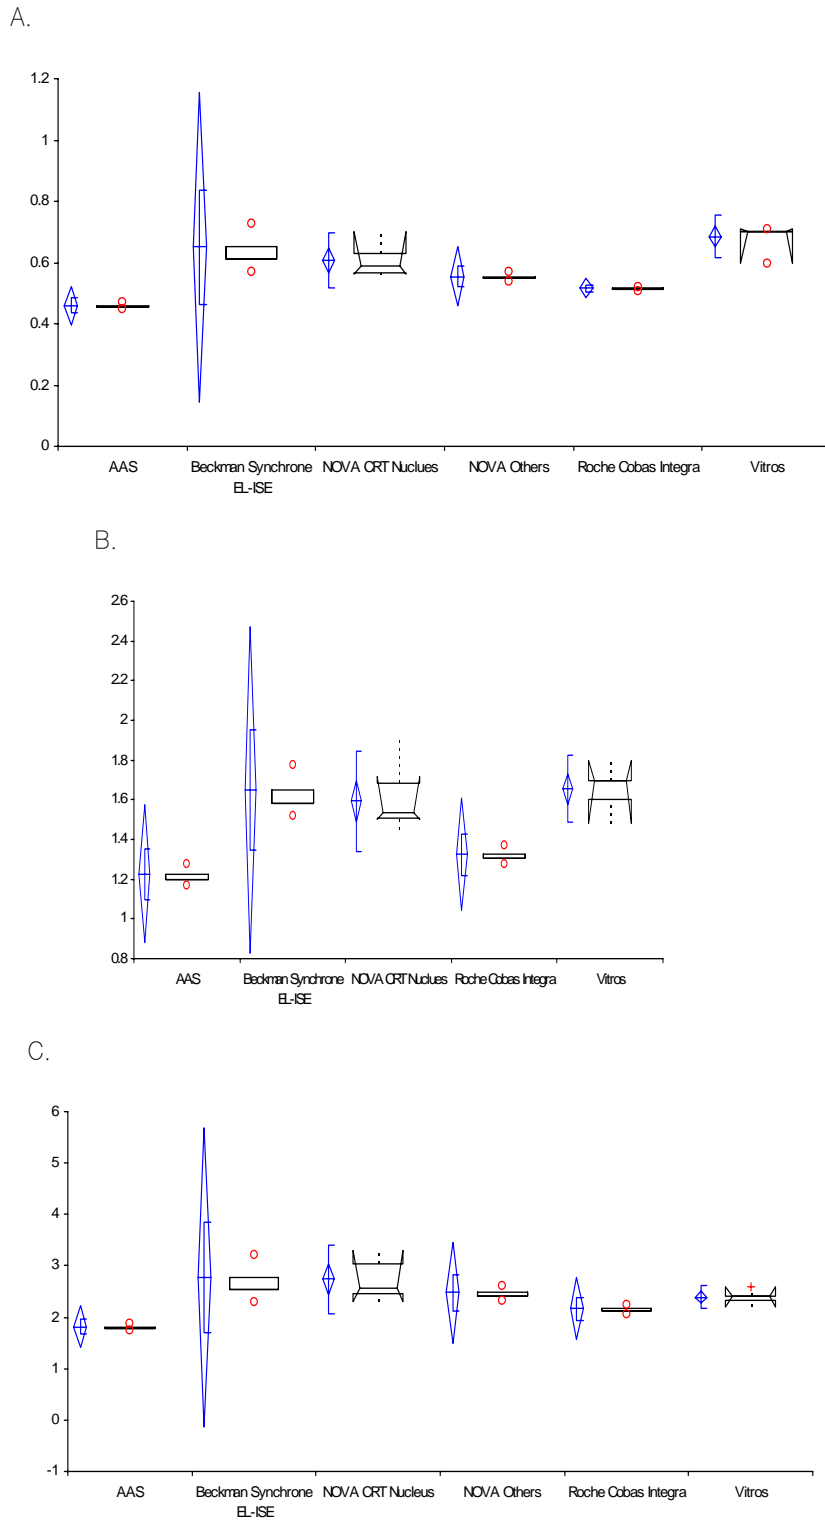 A.
1.2
1
0.8
0.6
0.4
0.2
0
AAS Beckman Synchrone NOVA CRT Nuclues NOVA Others Roche Cobas Integra Vitros
EL-ISE
B.
2.6
2.4
2.2
2
1.8
1.6
1.4
1.2
1
0.8
AAS Beckman Synchrone NOVA CRT Nuclues Roche Cobas Integra Vitros
EL-ISE
C.
6
5
4
3
2
1
0
-1
AAS Beckman Synchrone NOVA CRT Nucleus NOVA Others Roche Cobas Integra Vitros
EL-ISE